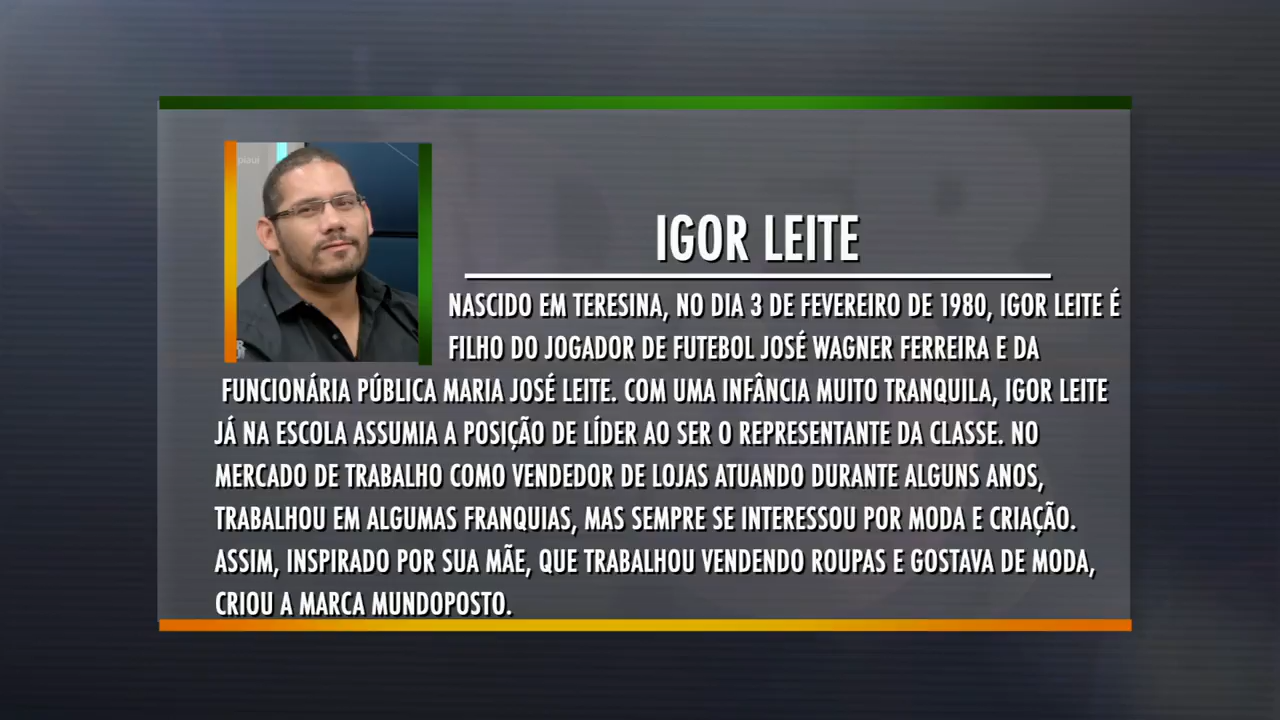 piauí
IGOR LEITE
NASCIDO EM TERESINA, NO DIA 3 DE FEVEREIRO DE 1980, IGOR LEITE É
FILHO DO JOGADOR DE FUTEBOL JOSÉ WAGNER FERREIRA E DA
FUNCIONÁRIA PÚBLICA MARIA JOSÉ LEITE. COM UMA INFÂNCIA MUITO TRANQUILA, IGOR LEITE
JÁ NA ESCOLA ASSUMIA A POSIÇÃO DE LÍDER AO SER O REPRESENTANTE DA CLASSE. NO
MERCADO DE TRABALHO COMO VENDEDOR DE LOJAS ATUANDO DURANTE ALGUNS ANOS,
TRABALHOU EM ALGUMAS FRANQUIAS, MAS SEMPRE SE INTERESSOU POR MODA E CRIAÇÃO.
ASSIM, INSPIRADO POR SUA MÃE, QUE TRABALHOU VENDENDO ROUPAS E GOSTAVA DE MODA,
CRIOU A MARCA MUNDOPOSTO.